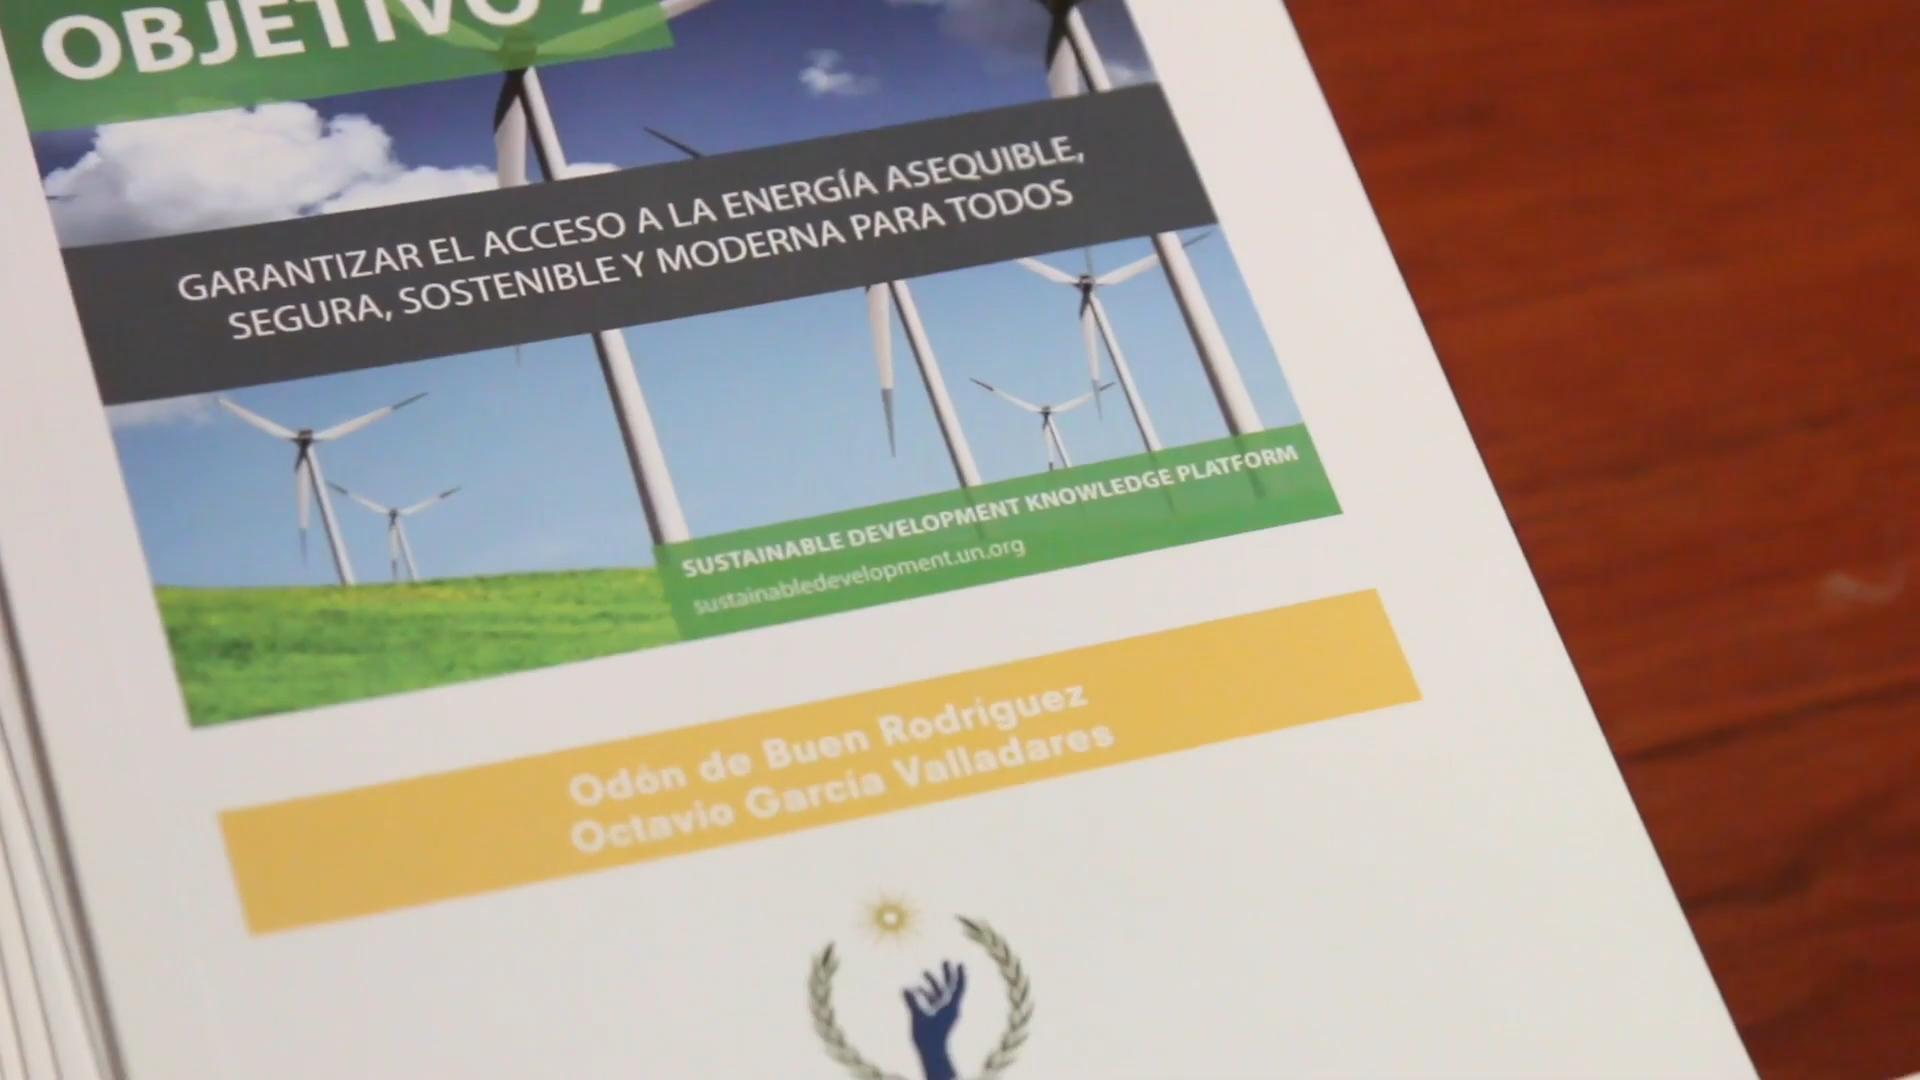 OBJETIVO 7
GARANTIZAR EL ACCESO A LA ENERGÍA ASEQUIBLE,
SEGURA, SOSTENIBLE Y MODERNA PARA TODOS
SUSTAINABLE DEVELOPMENT KNOWLEDGE PLATFORM
sustainabledevelopment.un.org
Odón de Buen Rodríguez
Octavio García Valladares